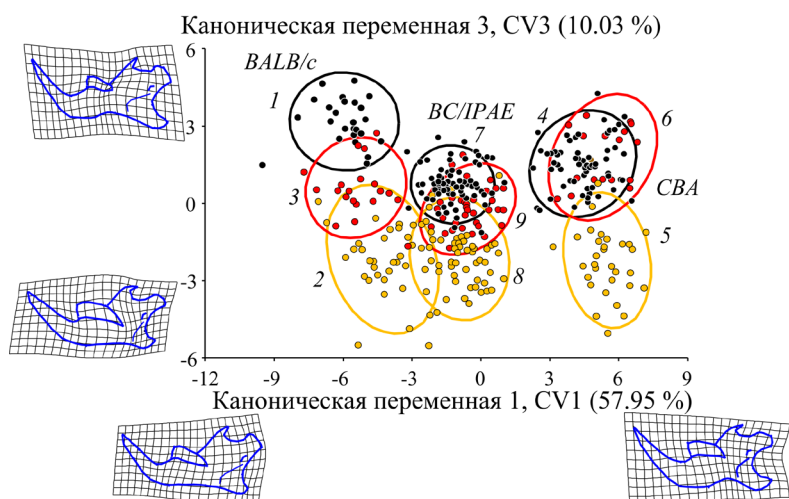 Каноническая переменная 3, CV3 (10.03 %)
6
BALB/c
1
BC/IPAE
7
4
6
3
3
CBA
0
9
5
-3
2
8
-6
-12 -9 -6 -3 0 3 6 9
Каноническая переменная 1, CV1 (57.95 %)